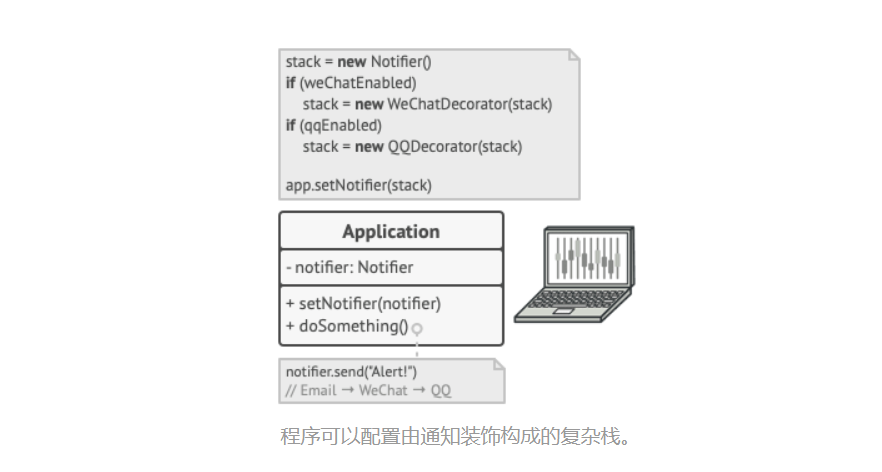 stack = new Notifier()
if (weChatEnabled)
    stack = new WeChatDecorator(stack)
if (qqEnabled)
    stack = new QQDecorator(stack)
app.setNotifier(stack)
Application
- notifier: Notifier
+ setNotifier(notifier)
+ doSomething()
notifier.send("Alert!")
// Email → WeChat → QQ
程序可以配置由通知装饰构成的复杂栈。